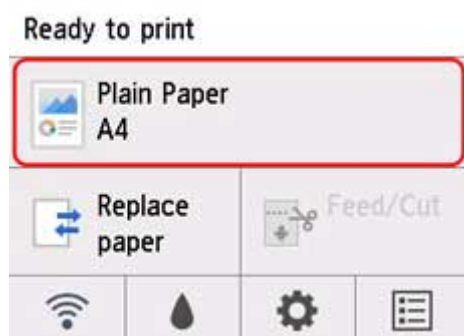 Ready to print
Plain Paper
A4
Replace
paper
Feed/Cut